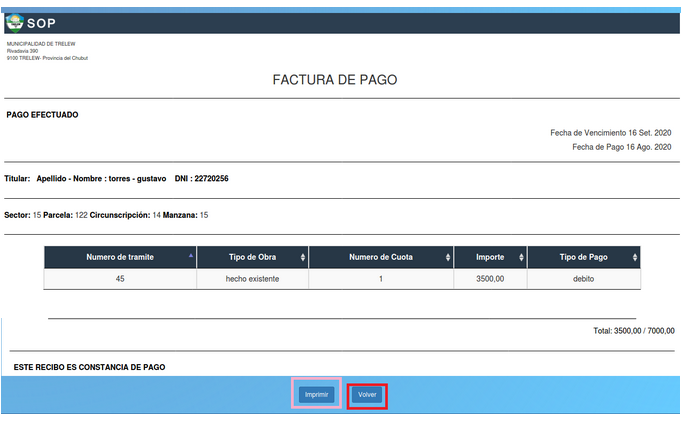 SOP
MUNICIPALIDAD DE TRELEW
Rivadavia 390
9100 TRELEW- Provincia del Chubut
FACTURA DE PAGO
PAGO EFECTUADO
Fecha de Vencimiento 16 Set. 2020
Fecha de Pago 16 Ago. 2020
Titular: Apellido - Nombre : torres - gustavo DNI : 22720256
Sector: 15 Parcela: 122 Circunscripción: 14 Manzana: 15
Numero de tramite Tipo de Obra Numero de Cuota Importe Tipo de Pago
45 hecho existente 1 3500,00 debito
Total: 3500,00 / 7000,00
ESTE RECIBO ES CONSTANCIA DE PAGO
Imprimir Volver